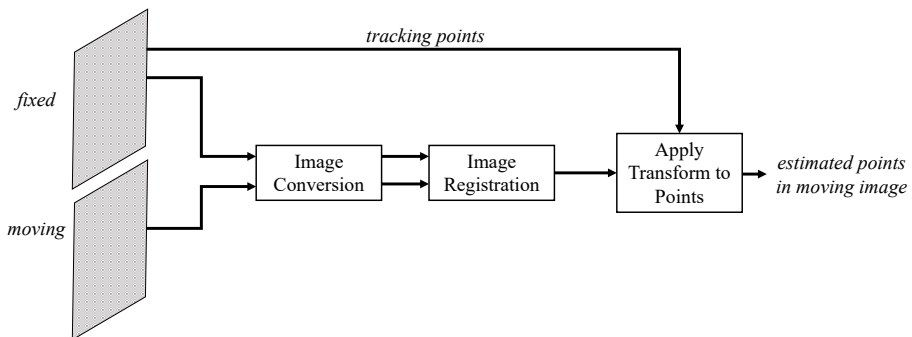 tracking points
fixed
Image
Conversion
Image
Registration
Apply
Transform to
Points
estimated points
in moving image
moving